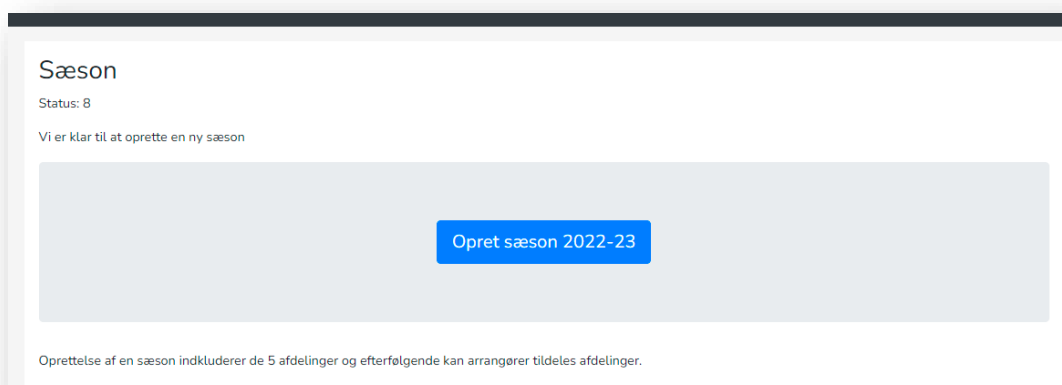 Sæson
Status: 8
Vi er klar til at oprette en ny sæson
Opret sæson 2022-23
Oprettelse af en sæson indkluderer de 5 afdelinger og efterfølgende kan arrangører tildeles afdelinger.